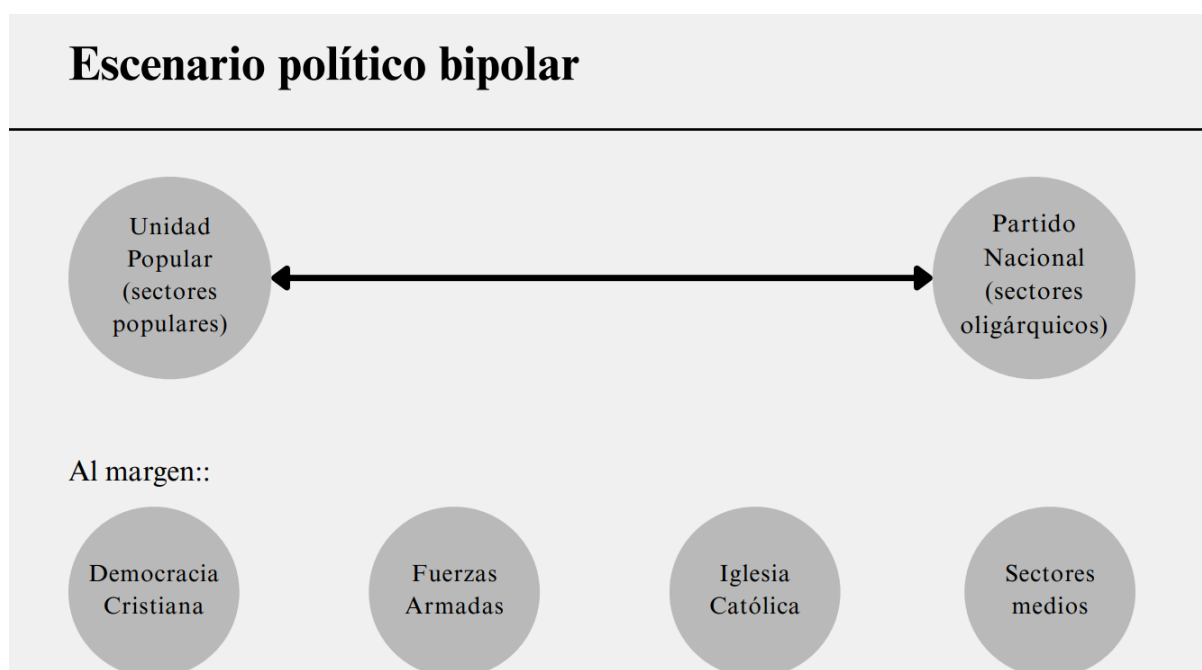 Escenario político bipolar
Unidad
Popular
(sectores
populares)
Partido
Nacional
(sectores
oligárquicos)
Al margen::
Democracia
Cristiana
Fuerzas
Armadas
Iglesia
Católica
Sectores
medios